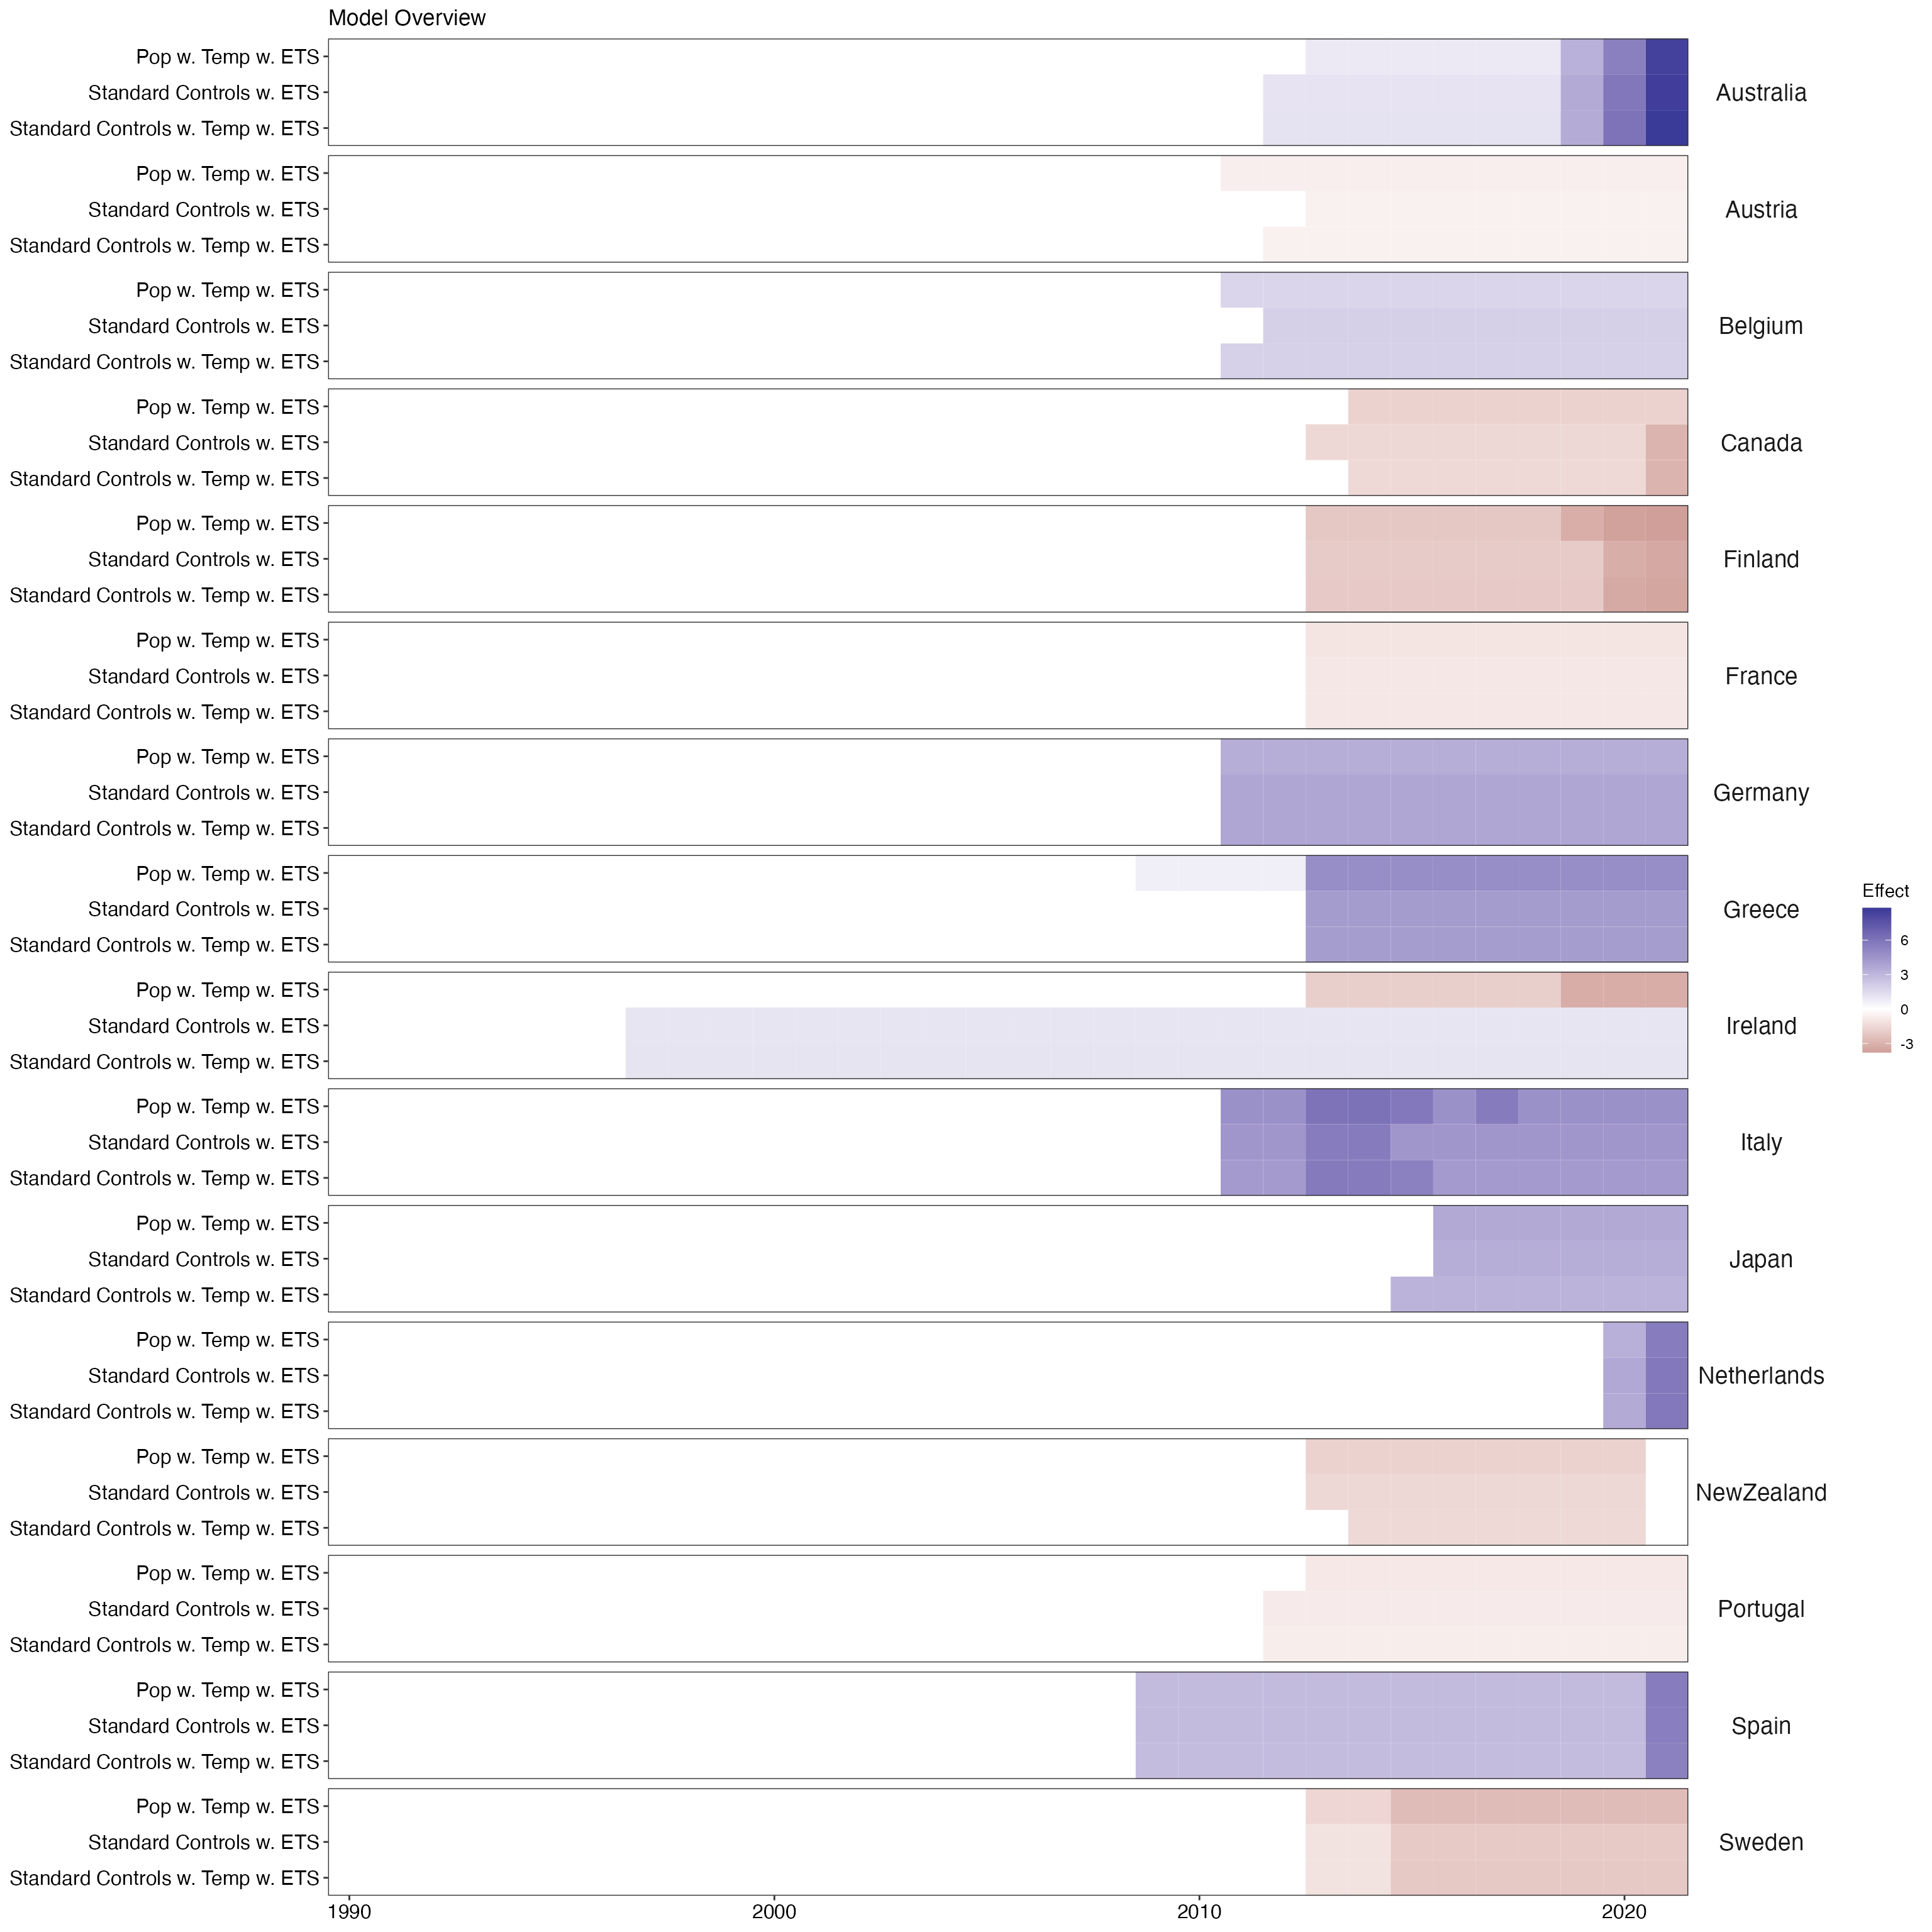 Model Overview
Pop w. Temp w. ETS
Standard Controls w. ETS
Standard Controls w. Temp w. ETS
Australia
Pop w. Temp w. ETS
Standard Controls w. ETS
Standard Controls w. Temp w. ETS
Austria
Pop w. Temp w. ETS
Standard Controls w. ETS
Standard Controls w. Temp w. ETS
Belgium
Pop w. Temp w. ETS
Standard Controls w. ETS
Standard Controls w. Temp w. ETS
Canada
Pop w. Temp w. ETS
Standard Controls w. ETS
Standard Controls w. Temp w. ETS
Finland
Pop w. Temp w. ETS
Standard Controls w. ETS
Standard Controls w. Temp w. ETS
France
Pop w. Temp w. ETS
Standard Controls w. ETS
Standard Controls w. Temp w. ETS
Germany
Pop w. Temp w. ETS
Standard Controls w. ETS
Standard Controls w. Temp w. ETS
Greece
Pop w. Temp w. ETS
Standard Controls w. ETS
Standard Controls w. Temp w. ETS
Ireland
Pop w. Temp w. ETS
Standard Controls w. ETS
Standard Controls w. Temp w. ETS
Italy
Pop w. Temp w. ETS
Standard Controls w. ETS
Standard Controls w. Temp w. ETS
Japan
Pop w. Temp w. ETS
Standard Controls w. ETS
Standard Controls w. Temp w. ETS
Netherlands
Pop w. Temp w. ETS
Standard Controls w. ETS
Standard Controls w. Temp w. ETS
NewZealand
Pop w. Temp w. ETS
Standard Controls w. ETS
Standard Controls w. Temp w. ETS
Portugal
Pop w. Temp w. ETS
Standard Controls w. ETS
Standard Controls w. Temp w. ETS
Spain
Pop w. Temp w. ETS
Standard Controls w. ETS
Standard Controls w. Temp w. ETS
Sweden
1990
2000
2010
2020
Effect
6
3
0
-3